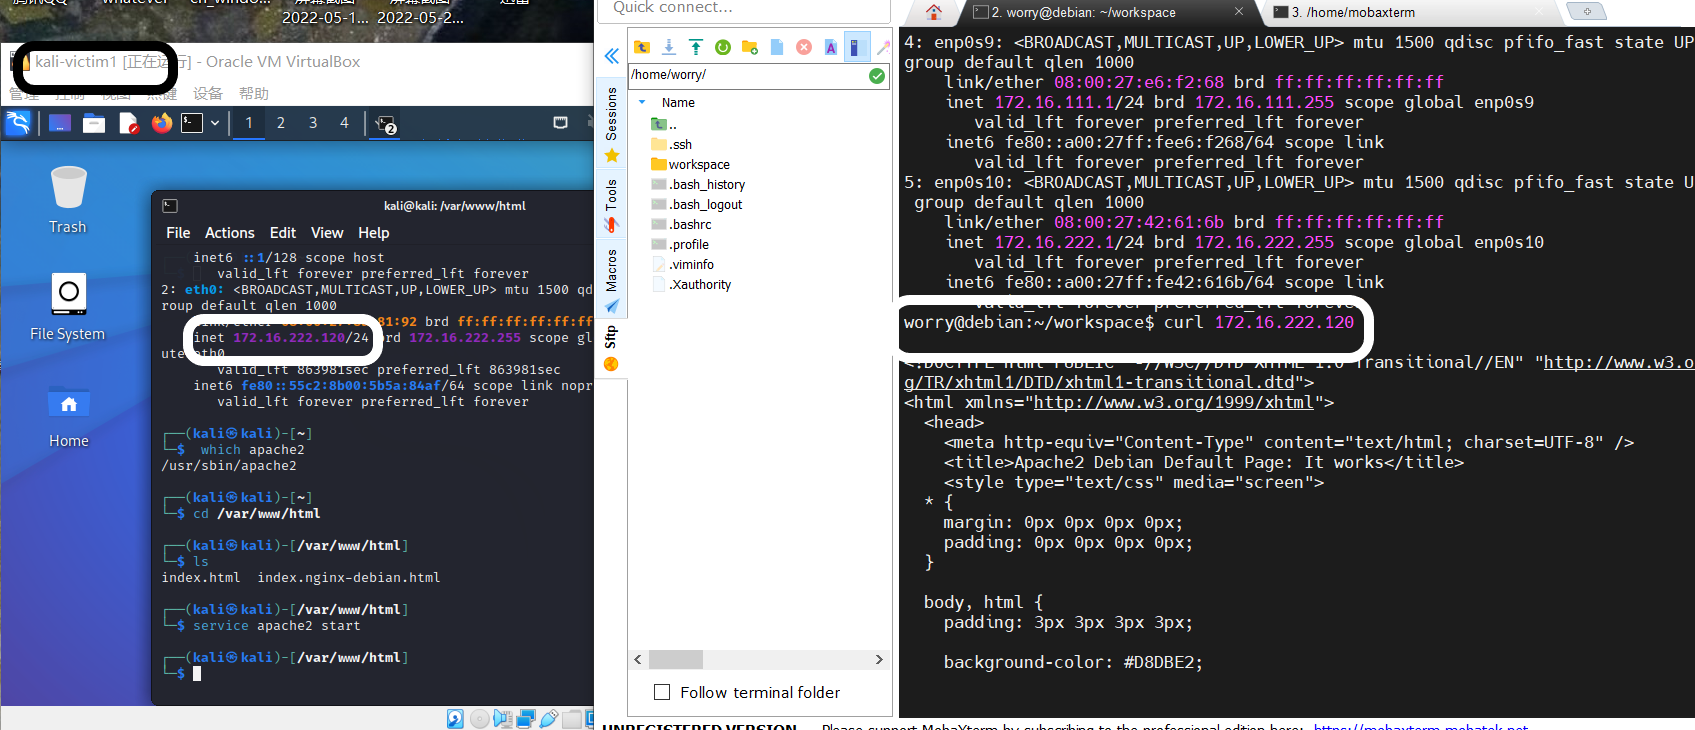 whatever
2022-05-1...
2022-05-2...
kali-victim1 [正在运行] - Oracle VM VirtualBox
设备 帮助
1 2 3 4
Trash
File System
Home
kali@kali: /var/www/html
File Actions Edit View Help
inet6 ::1/128 scope host
valid_lft forever preferred_lft forever
2: eth0: <BROADCAST,MULTICAST,UP,LOWER_UP> mtu 1500 qd
roup default qlen 1000
brd ff:ff:ff:ff:ff:ff
inet 172.16.222.120/24 brd 172.16.222.255 scope gl
ute eth0
valid_lft 863981sec preferred_lft 863981sec
inet6 fe80::55c2:8b00:5b5a:84af/64 scope link nopr
valid_lft forever preferred_lft forever
┌──(kali㉿kali)-[~]
└─$ which apache2
/usr/sbin/apache2
┌──(kali㉿kali)-[~]
└─$ cd /var/www/html
┌──(kali㉿kali)-[/var/www/html]
└─$ ls
index.html  index.nginx-debian.html
┌──(kali㉿kali)-[/var/www/html]
└─$ service apache2 start
┌──(kali㉿kali)-[/var/www/html]
└─$
Quick connect...
Sessions
Tools
Macros
Sftp
/home/worry/
Name
..
.ssh
workspace
.bash_history
.bash_logout
.bashrc
.profile
.viminfo
.Xauthority
Follow terminal folder
2. worry@debian: ~/workspace
3. /home/mobaxterm
4: enp0s9: <BROADCAST,MULTICAST,UP,LOWER_UP> mtu 1500 qdisc pfifo_fast state UP
group default qlen 1000
link/ether 08:00:27:e6:f2:68 brd ff:ff:ff:ff:ff:ff
inet 172.16.111.1/24 brd 172.16.111.255 scope global enp0s9
valid_lft forever preferred_lft forever
inet6 fe80::a00:27ff:fee6:f268/64 scope link
valid_lft forever preferred_lft forever
5: enp0s10: <BROADCAST,MULTICAST,UP,LOWER_UP> mtu 1500 qdisc pfifo_fast state U
group default qlen 1000
link/ether 08:00:27:42:61:6b brd ff:ff:ff:ff:ff:ff
inet 172.16.222.1/24 brd 172.16.222.255 scope global enp0s10
valid_lft forever preferred_lft forever
inet6 fe80::a00:27ff:fe42:616b/64 scope link
valid_lft forever preferred_lft forever
worry@debian:~/workspace$ curl 172.16.222.120
<!DOCTYPE html PUBLIC "-//W3C//DTD XHTML 1.0 Transitional//EN" "http://www.w3.o
g/TR/xhtml1/DTD/xhtml1-transitional.dtd">
<html xmlns="http://www.w3.org/1999/xhtml">
<head>
<meta http-equiv="Content-Type" content="text/html; charset=UTF-8" />
<title>Apache2 Debian Default Page: It works</title>
<style type="text/css" media="screen">
* {
margin: 0px 0px 0px 0px;
padding: 0px 0px 0px 0px;
}
body, html {
padding: 3px 3px 3px 3px;
background-color: #D8DBE2;
UNREGISTERED VERSION - Please support MobaXterm by subscribing to the professional edition here: https://mobaxterm.mobatek.net